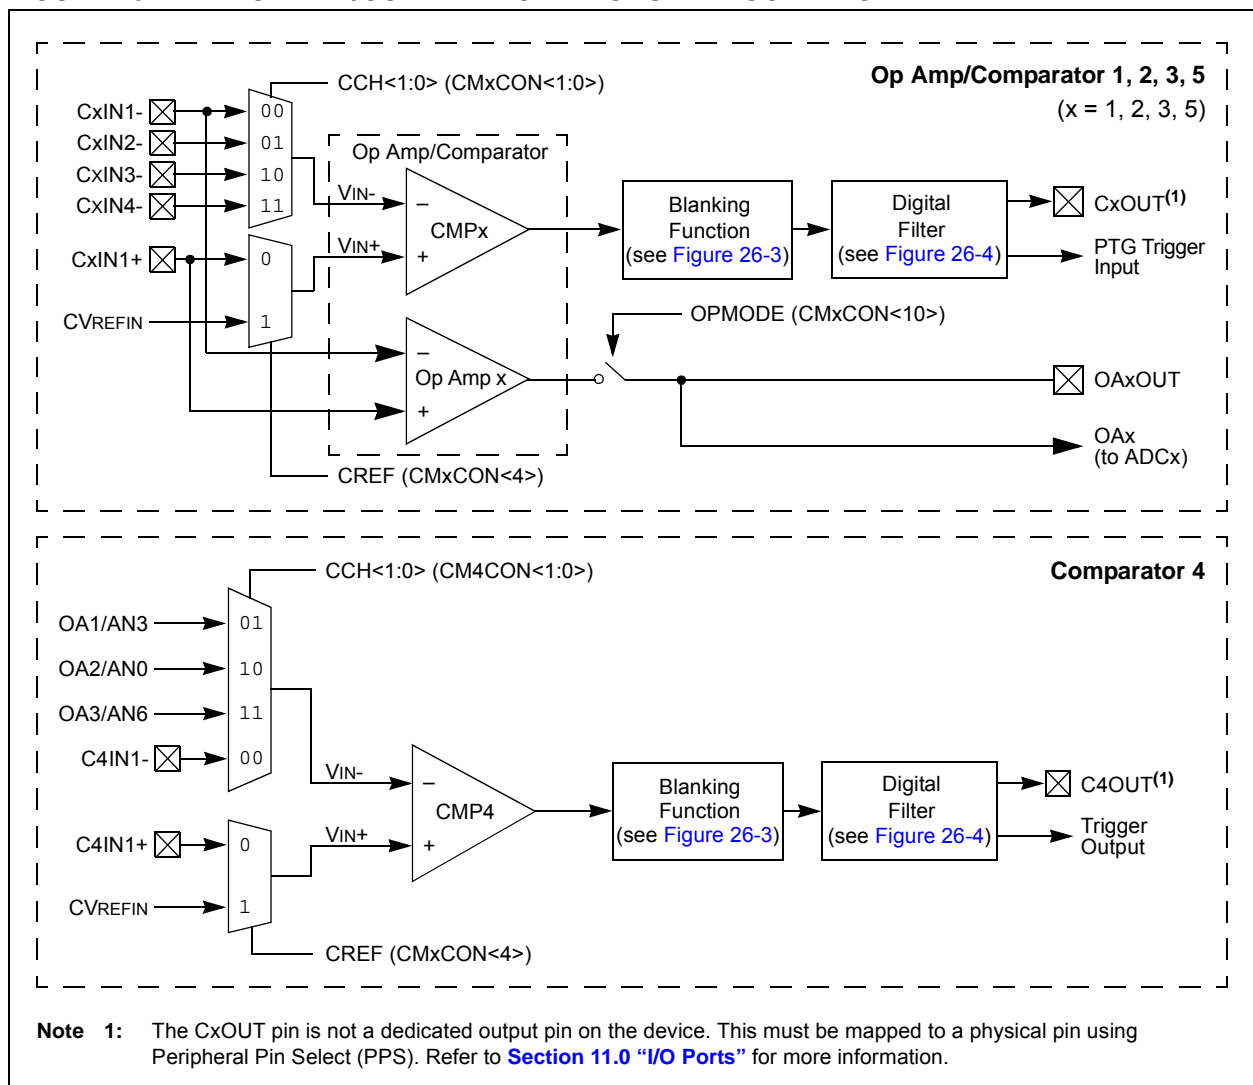 CCH<1:0> (CMxCON<1:0>)
Op Amp/Comparator 1, 2, 3, 5
(x = 1, 2, 3, 5)
CxIN1-
CxIN2-
CxIN3-
CxIN4-
00
01
10
11
Op Amp/Comparator
VIN-
–
CMPx
VIN+
+
CxIN1+
0
CVREFIN
1
Blanking
Function
(see Figure 26-3)
Digital
Filter
(see Figure 26-4)
CxOUT(1)
PTG Trigger
Input
OPMODE (CMxCON<10>)
–
Op Amp x
+
OAxOUT
OAx
(to ADCx)
CREF (CMxCON<4>)
CCH<1:0> (CM4CON<1:0>)
Comparator 4
OA1/AN3
01
OA2/AN0
10
OA3/AN6
11
C4IN1-
00
VIN-
–
CMP4
VIN+
+
C4IN1+
0
CVREFIN
1
Blanking
Function
(see Figure 26-3)
Digital
Filter
(see Figure 26-4)
C4OUT(1)
Trigger
Output
CREF (CMxCON<4>)
Note 1: The CxOUT pin is not a dedicated output pin on the device. This must be mapped to a physical pin using
Peripheral Pin Select (PPS). Refer to Section 11.0 “I/O Ports” for more information.